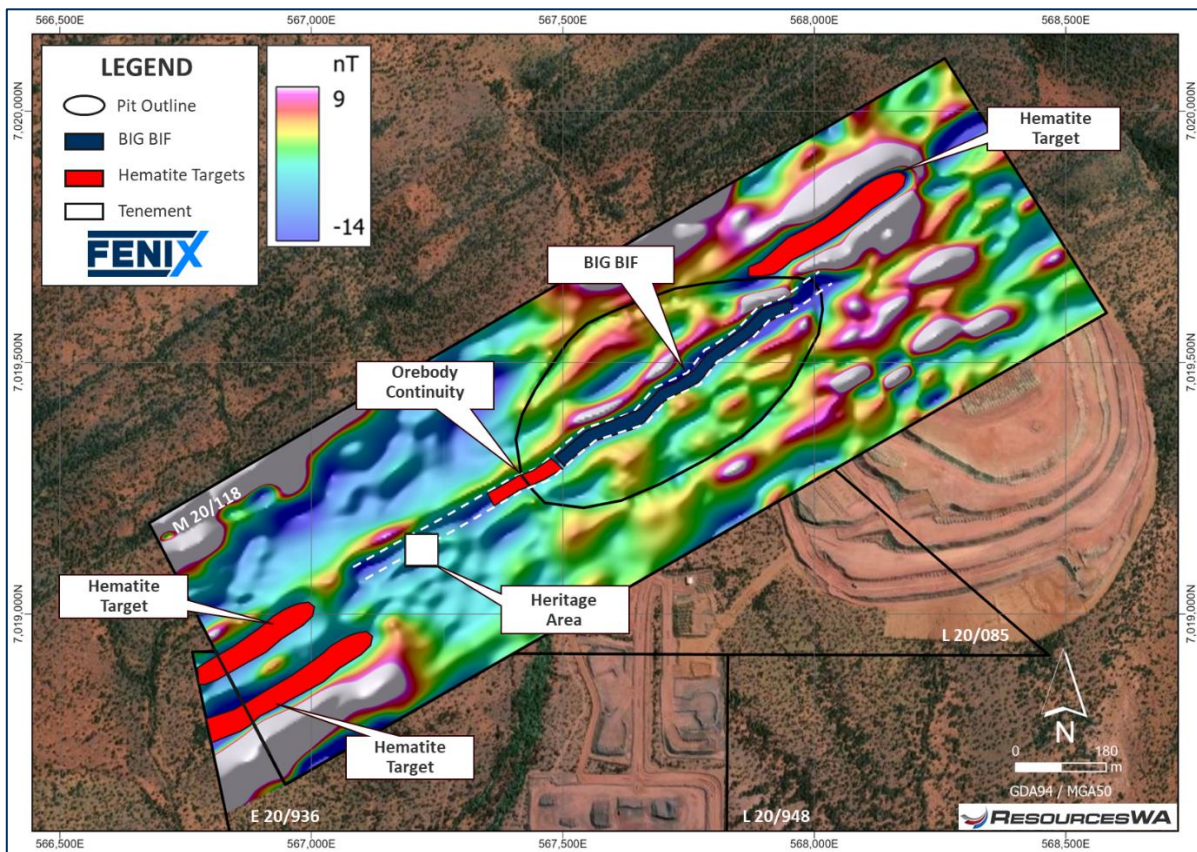 566,500E
567,000E
567,500E
568,000E
568,500E
LEGEND
Pit Outline
BIG BIF
Hematite Targets
Tenement
FENIX
nT
9
-14
7,020,000N
7,020,000N
Hematite
Target
BIG BIF
7,019,500N
7,019,500N
Orebody
Continuity
M 20/118
Hematite
Target
Heritage
Area
7,019,000N
7,019,000N
L 20/085
Hematite
Target
N
0
180
m
GDA94 / MGA50
E 20/936
L 20/948
RESOURCESWA
566,500E
567,000E
567,500E
568,000E
568,500E